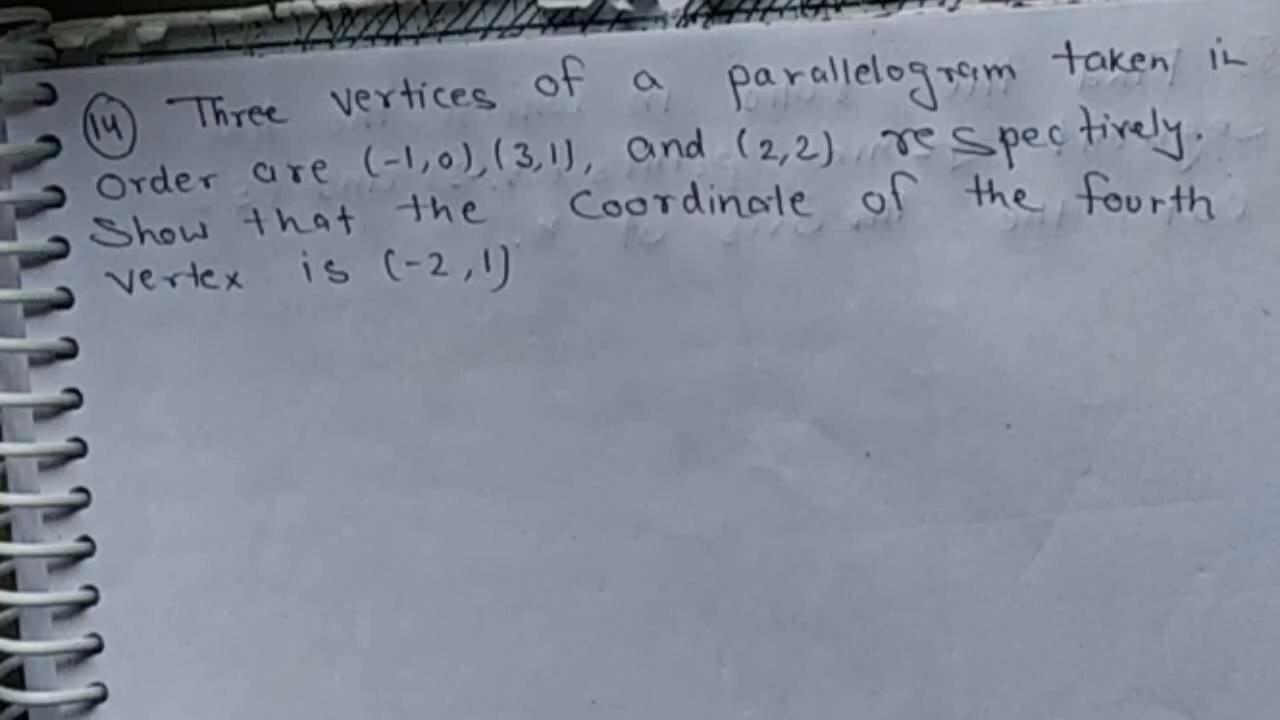 (14) Three vertices of a parallelogram taken in
Order are (-1,0),(3,1), and (2,2) respectively.
Show that the Coordinate of the fourth
vertex is (-2,1)